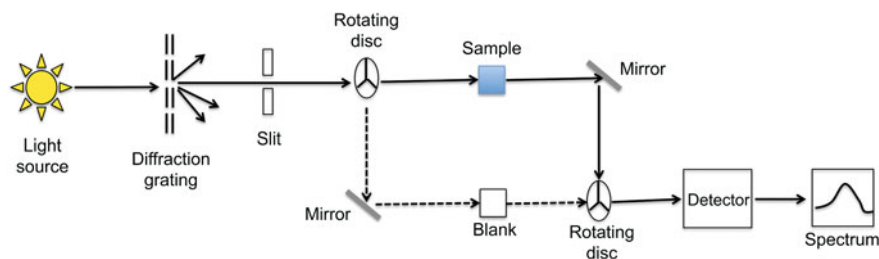 Light
source
Diffraction
grating
Slit
Rotating
disc
Sample
Mirror
Mirror
Blank
Rotating
disc
Detector
Spectrum